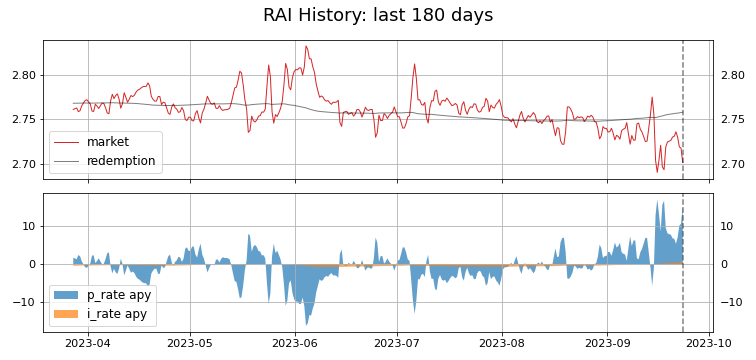 RAI History: last 180 days
2.80
2.75
2.70
2.80
2.75
2.70
market
redemption
10
0
−10
10
0
−10
p_rate apy
i_rate apy
2023-04 2023-05 2023-06 2023-07 2023-08 2023-09 2023-10